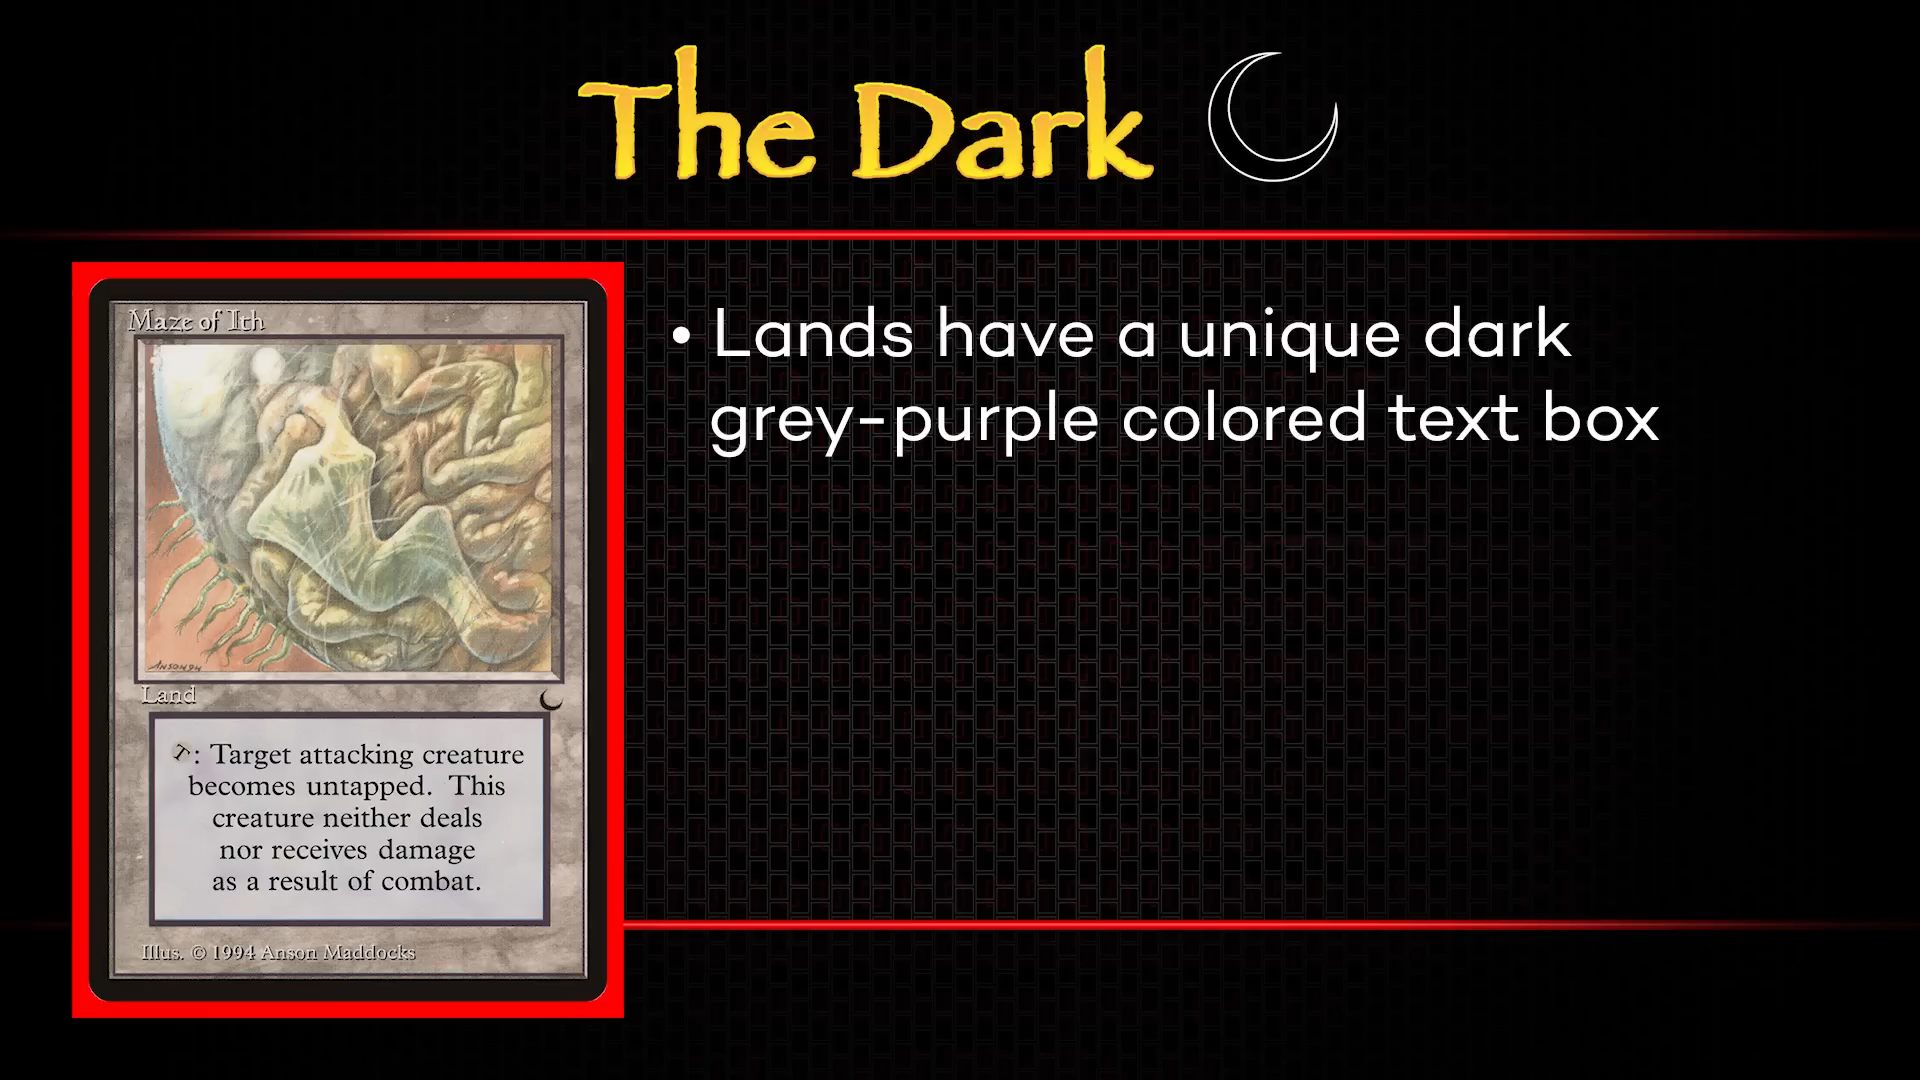 The Dark
Maze of Ith
ANSON94
Land
T: Target attacking creature
becomes untapped. This
creature neither deals
nor receives damage
as a result of combat.
Illus. © 1994 Anson Maddocks
• Lands have a unique dark
grey-purple colored text box